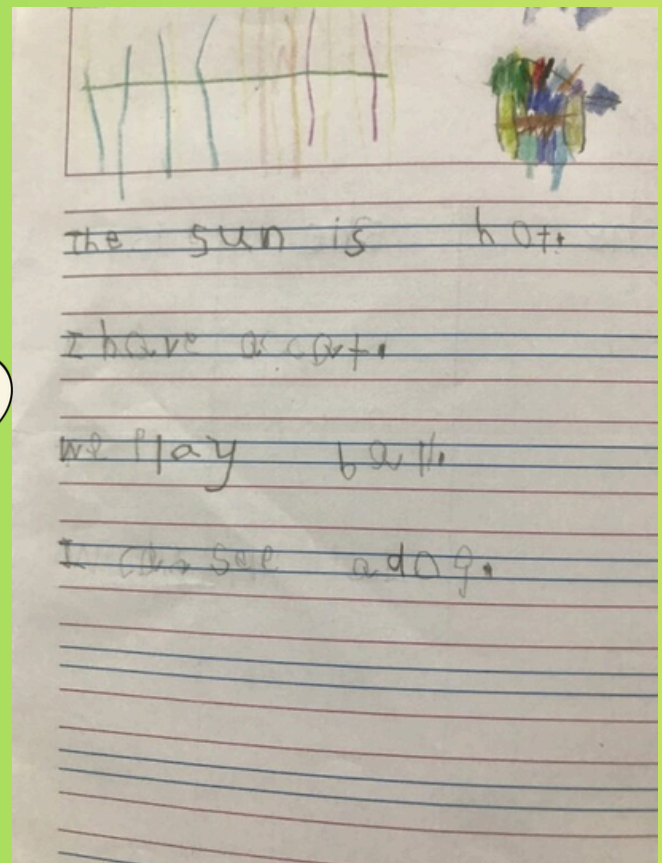 The sun is hot.
I have a cat.
we Play ball.
I can see a dog.